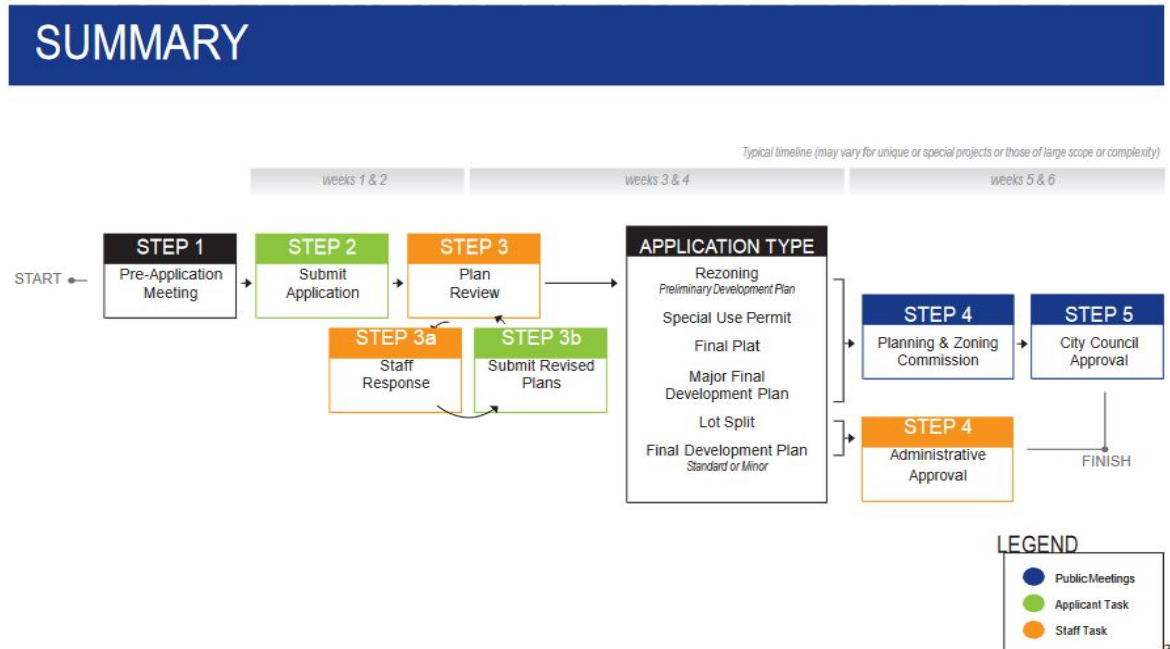 SUMMARY
Typical timeline (may vary for unique or special projects or those of large scope or complexity)
weeks 1 & 2
weeks 3 & 4
weeks 5 & 6
START
STEP 1
Pre-Application
Meeting
STEP 2
Submit
Application
STEP 3
Plan
Review
STEP 3a
Staff
Response
STEP 3b
Submit Revised
Plans
APPLICATION TYPE
Rezoning
Preliminary Development Plan
Special Use Permit
Final Plat
Major Final
Development Plan
Lot Split
Final Development Plan
Standard or Minor
STEP 4
Planning & Zoning
Commission
STEP 5
City Council
Approval
STEP 4
Administrative
Approval
FINISH
LEGEND
Public Meetings
Applicant Task
Staff Task